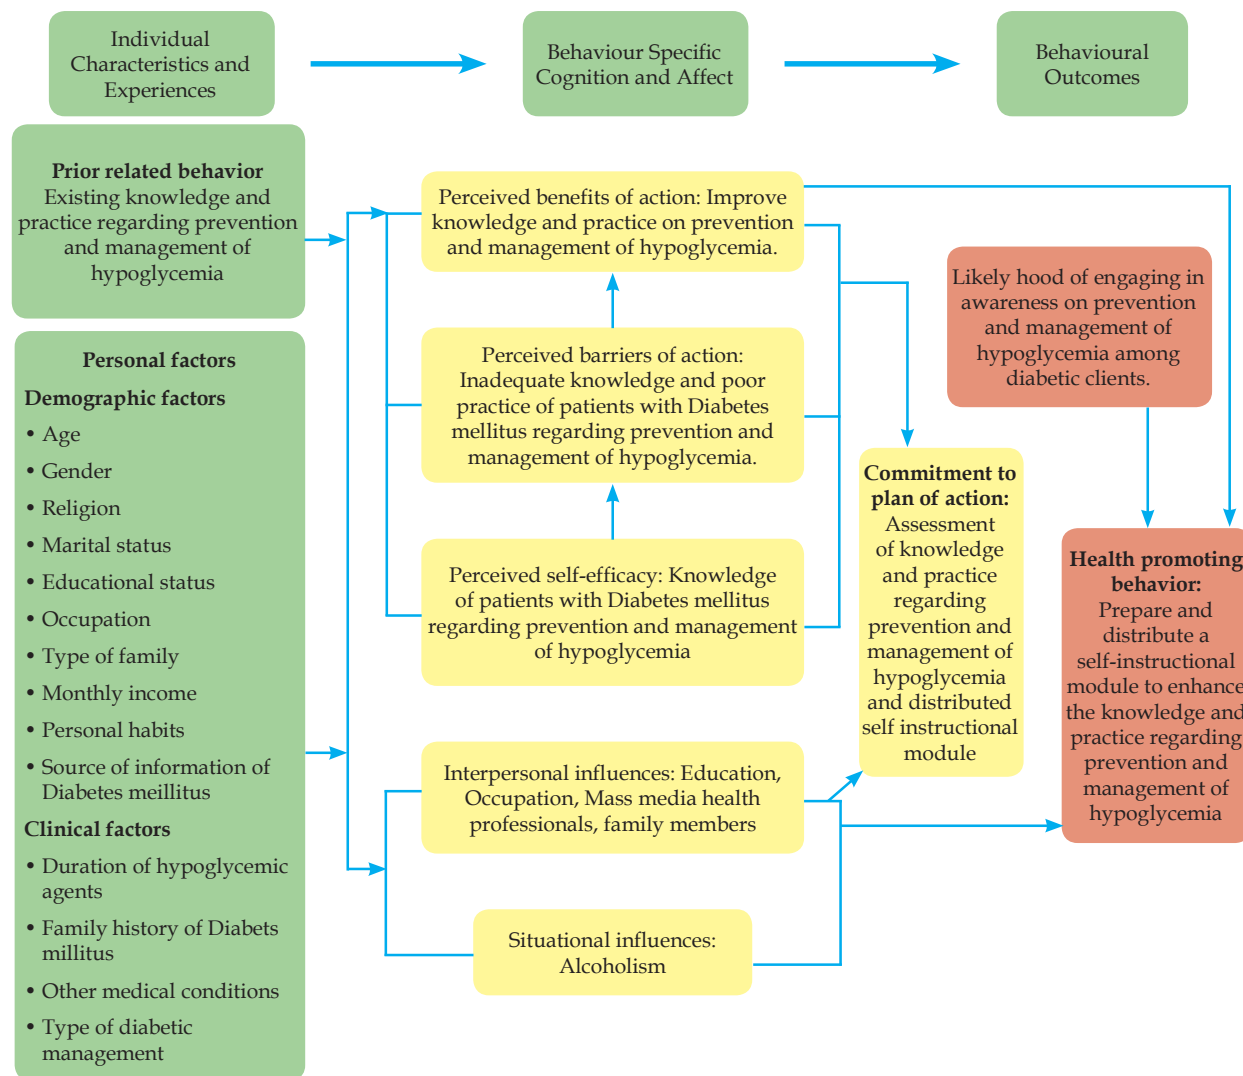 Individual
Characteristics and
Experiences
Behaviour Specific
Cognition and Affect
Behavioural
Outcomes
Prior related behavior
Existing knowledge and
practice regarding prevention
and management of
hypoglycemia
Personal factors
Demographic factors
• Age
• Gender
• Religion
• Marital status
• Educational status
• Occupation
• Type of family
• Monthly income
• Personal habits
• Source of information of
Diabetes meillitus
Clinical factors
• Duration of hypoglycemic
agents
• Family history of Diabets
millitus
• Other medical conditions
• Type of diabetic
management
Perceived benefits of action: Improve
knowledge and practice on prevention
and management of hypoglycemia.
Perceived barriers of action:
Inadequate knowledge and poor
practice of patients with Diabetes
mellitus regarding prevention and
management of hypoglycemia.
Perceived self-efficacy: Knowledge
of patients with Diabetes mellitus
regarding prevention and management
of hypoglycemia
Interpersonal influences: Education,
Occupation, Mass media health
professionals, family members
Situational influences:
Alcoholism
Commitment to
plan of action:
Assessment
of knowledge
and practice
regarding
prevention and
management of
hypoglycemia
and distributed
self instructional
module
Likely hood of engaging in
awareness on prevention
and management of
hypoglycemia among
diabetic clients.
Health promoting
behavior:
Prepare and
distribute a
self-instructional
module to enhance
the knowledge and
practice regarding
prevention and
management of
hypoglycemia